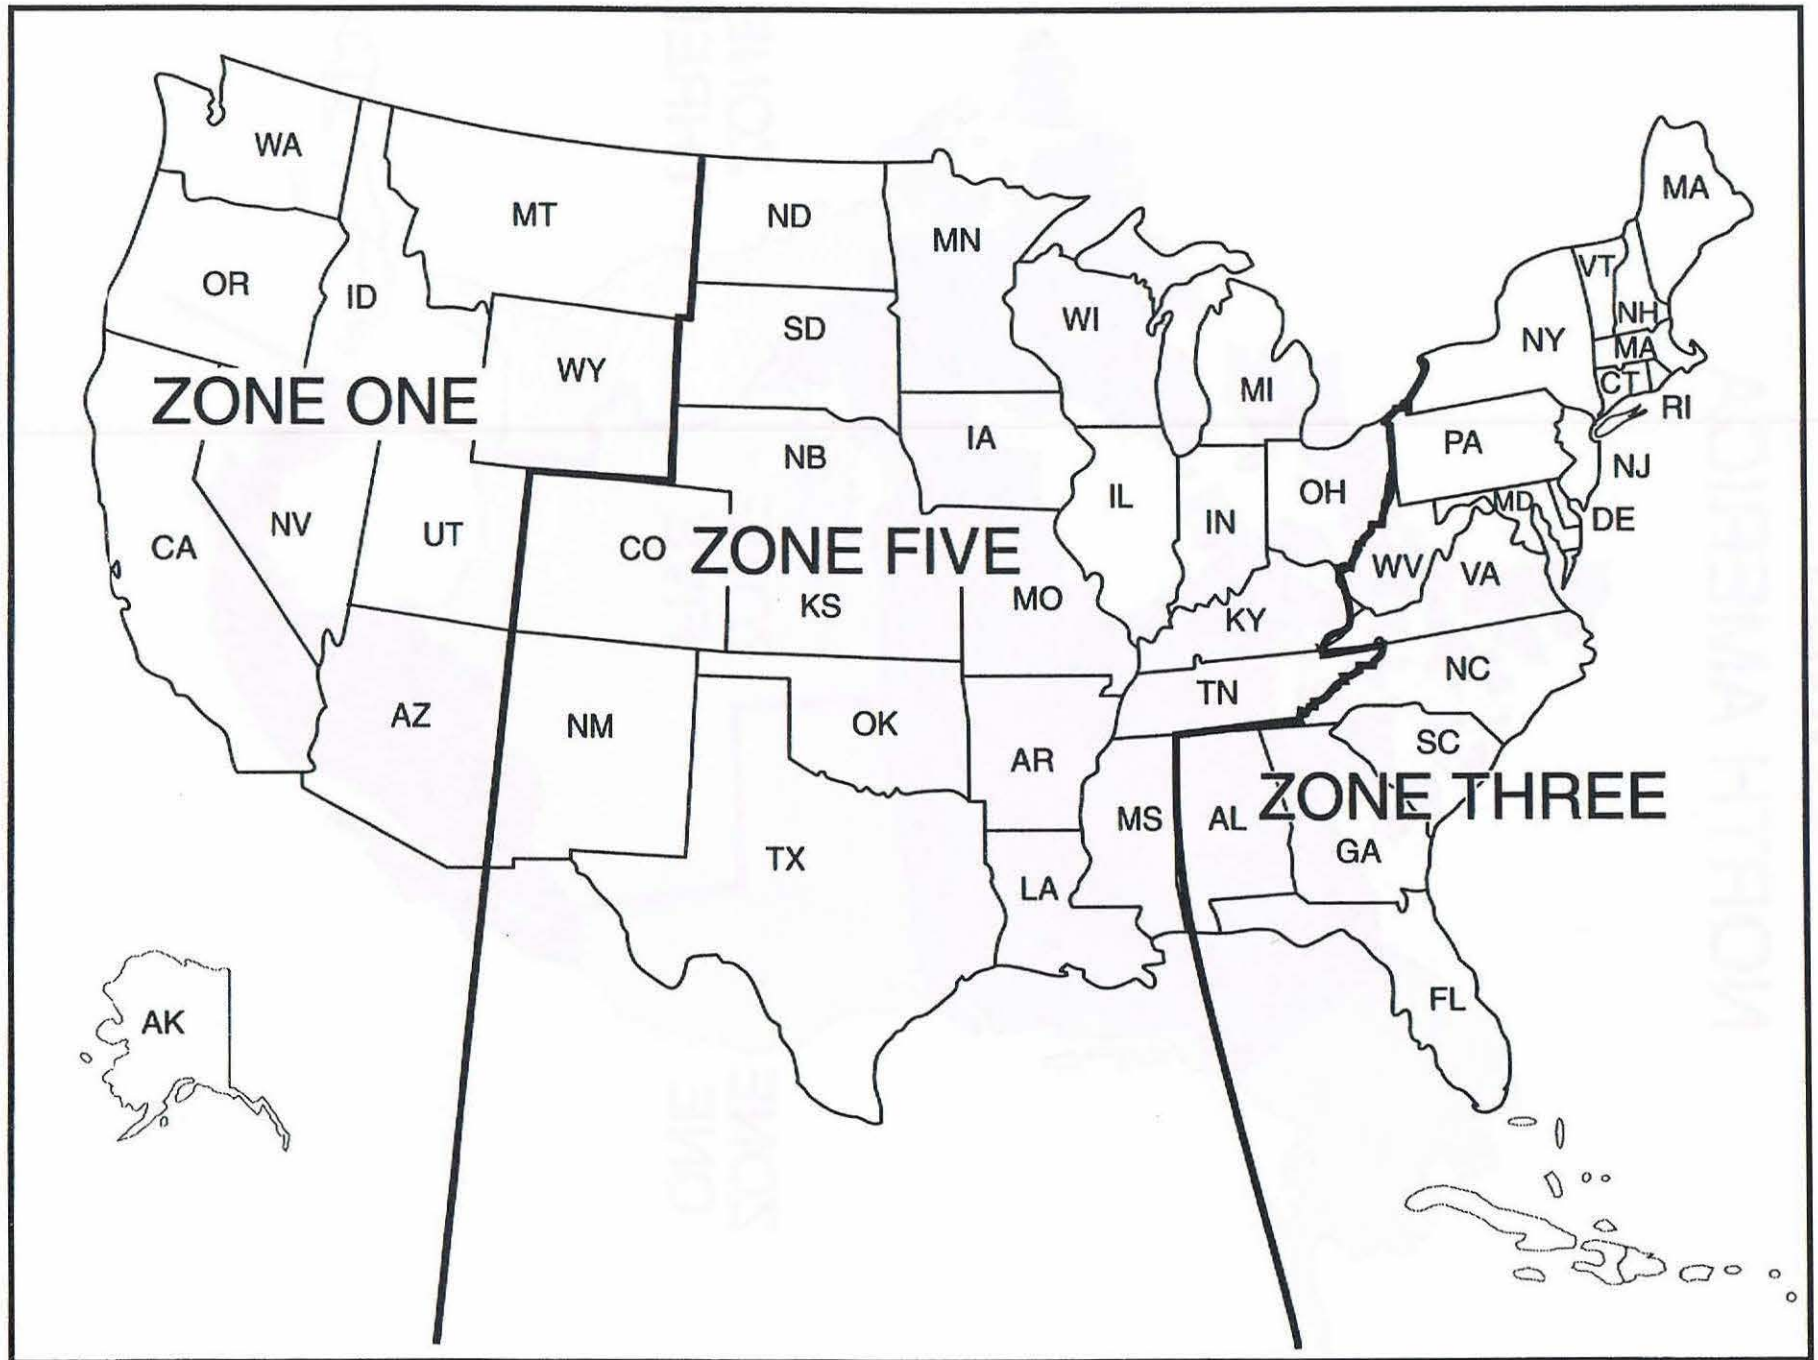 WA
MT
ND
MN
MA
OR
ID
SD
WI
VT
NH
NY
MA
WY
MI
CT
RI
ZONE ONE
NB
IA
PA
NJ
IL
IN
OH
MD
DE
CA
NV
UT
CO
ZONE FIVE
WV
VA
KS
MO
KY
AZ
NM
OK
TN
NC
AR
SC
ZONE THREE
MS
AL
GA
TX
LA
FL
AK